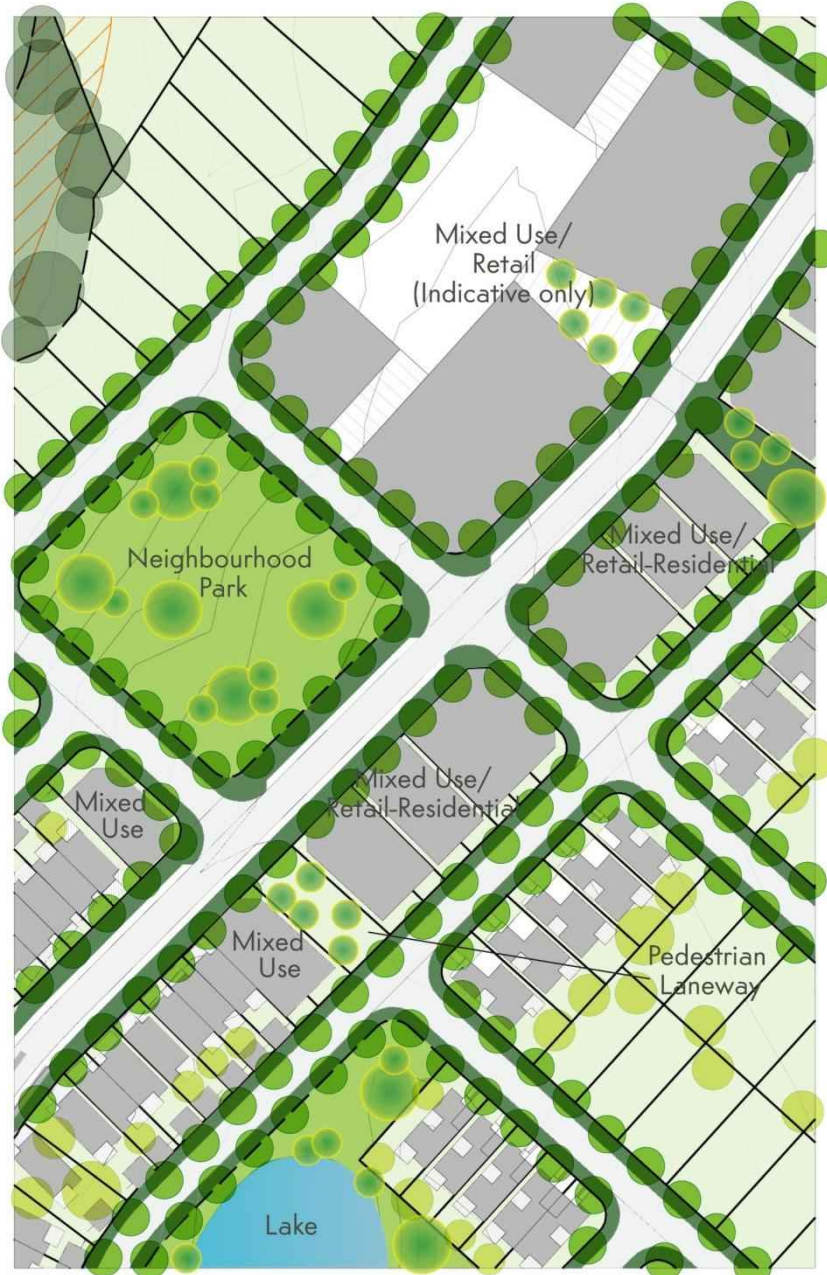 Mixed Use/
Retail
(Indicative only)
Mixed Use/
Retail-Residential
Neighbourhood
Park
Mixed Use/
Retail-Residential
Mixed
Use
Mixed
Use
Pedestrian
Laneway
Lake